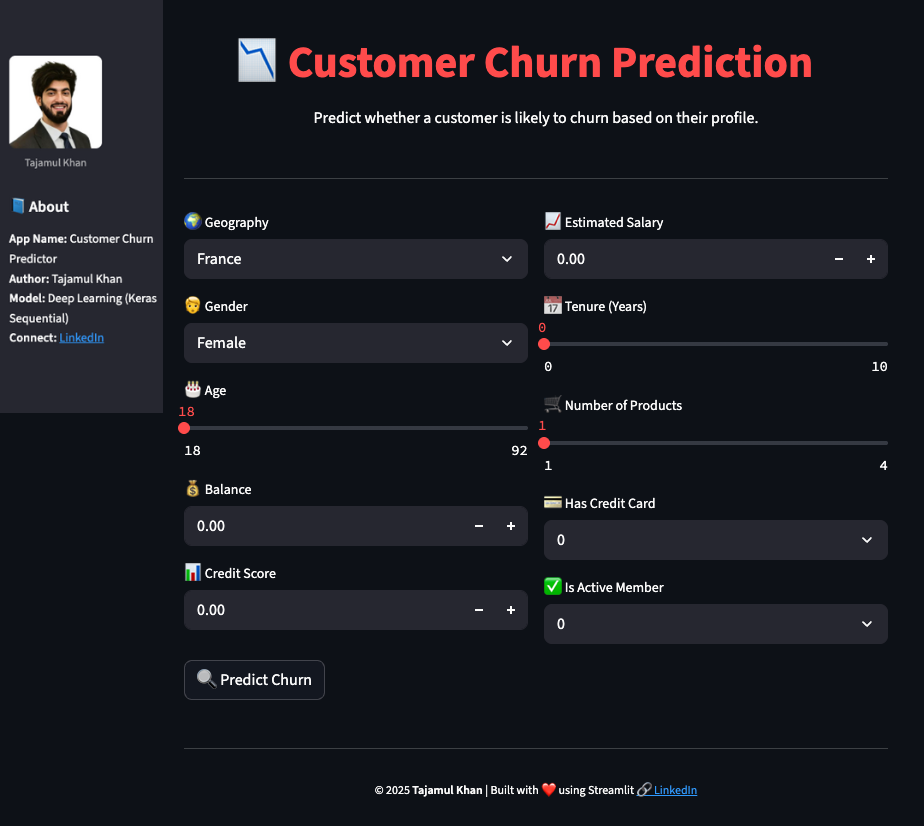 Customer Churn Prediction
Predict whether a customer is likely to churn based on their profile.
Tajamul Khan
About
App Name: Customer Churn
Predictor
Author: Tajamul Khan
Model: Deep Learning (Keras
Sequential)
Connect: LinkedIn
Geography
France
Gender
Female
Age
18
18 92
Balance
0.00
Credit Score
0.00
Estimated Salary
0.00
17
Tenure (Years)
0
0 10
Number of Products
1
1 4
Has Credit Card
0
Is Active Member
0
Predict Churn
© 2025 Tajamul Khan | Built with ❤️ using Streamlit 🔗 LinkedIn